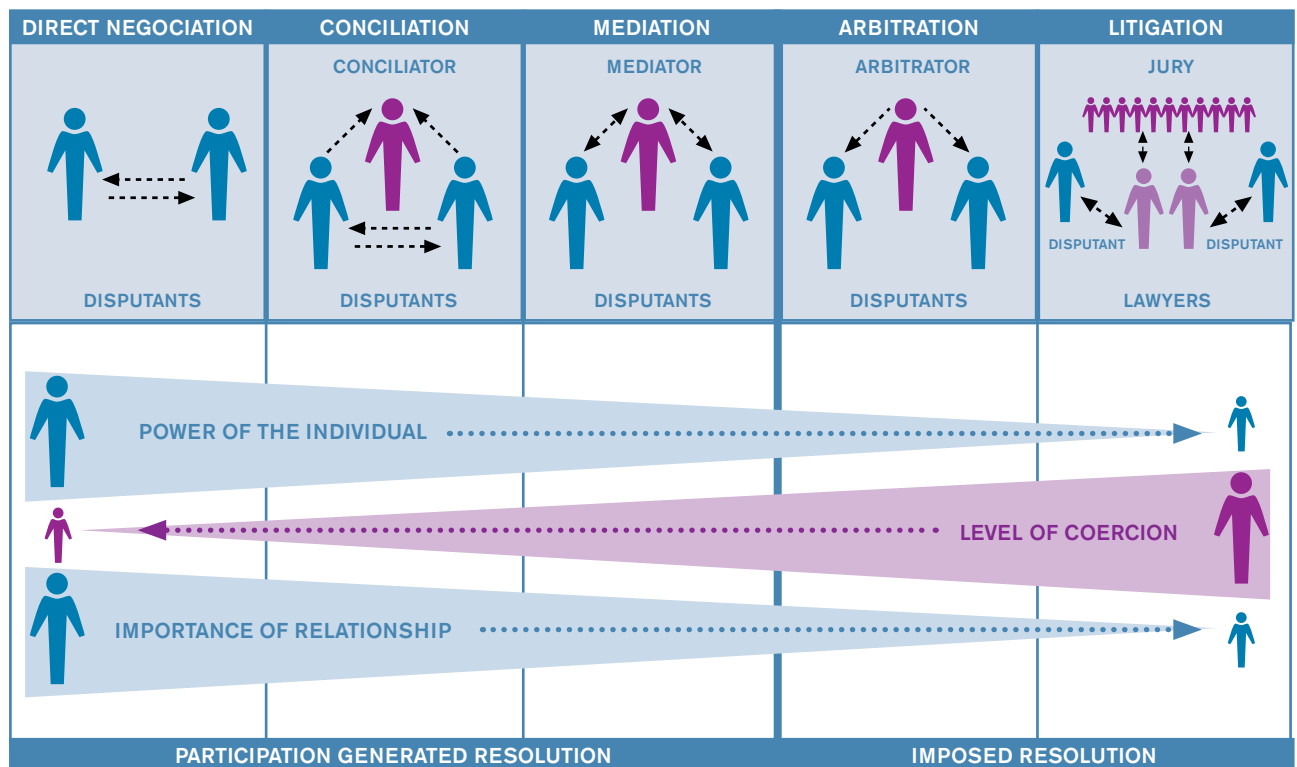 DIRECT NEGOCIATION
CONCILIATION
MEDIATION
ARBITRATION
LITIGATION
CONCILIATOR
MEDIATOR
ARBITRATOR
JURY
DISPUTANT
DISPUTANT
DISPUTANTS
DISPUTANTS
DISPUTANTS
DISPUTANTS
LAWYERS
POWER OF THE INDIVIDUAL
LEVEL OF COERCION
IMPORTANCE OF RELATIONSHIP
PARTICIPATION GENERATED RESOLUTION
IMPOSED RESOLUTION